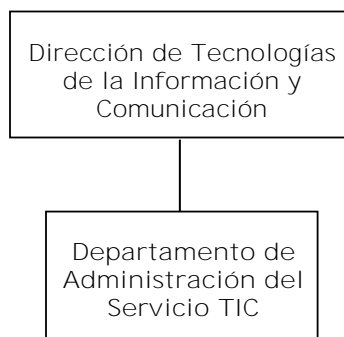 Dirección de Tecnologías
de la Información y
Comunicación
Departamento de
Administración del
Servicio TIC